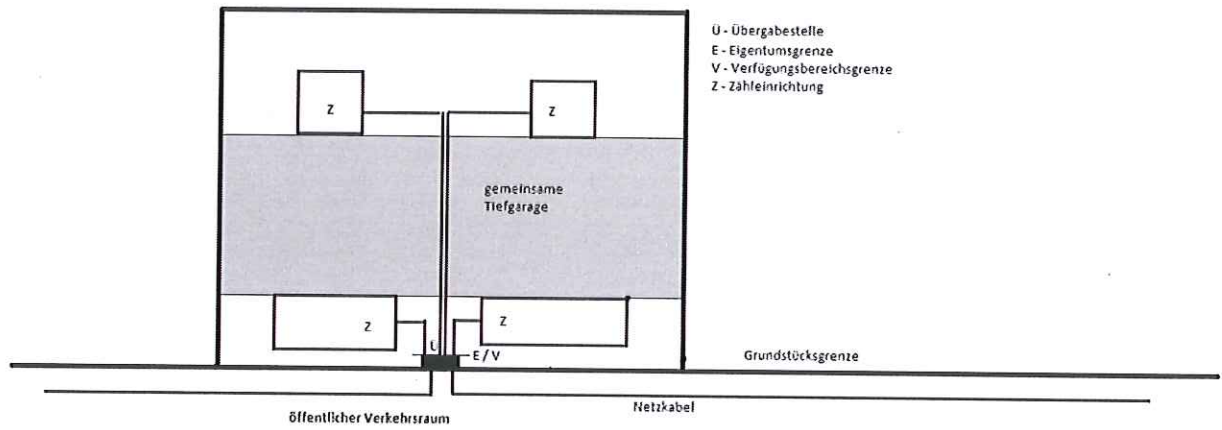 Ü - Übergabestelle
E - Eigentumsgrenze
V - Verfügungsbereichsgrenze
Z - Zähleinrichtung
Z
Z
gemeinsame
Tiefgarage
Z
Z
Ü
E / V
Grundstücksgrenze
Netzkabel
öffentlicher Verkehrsraum